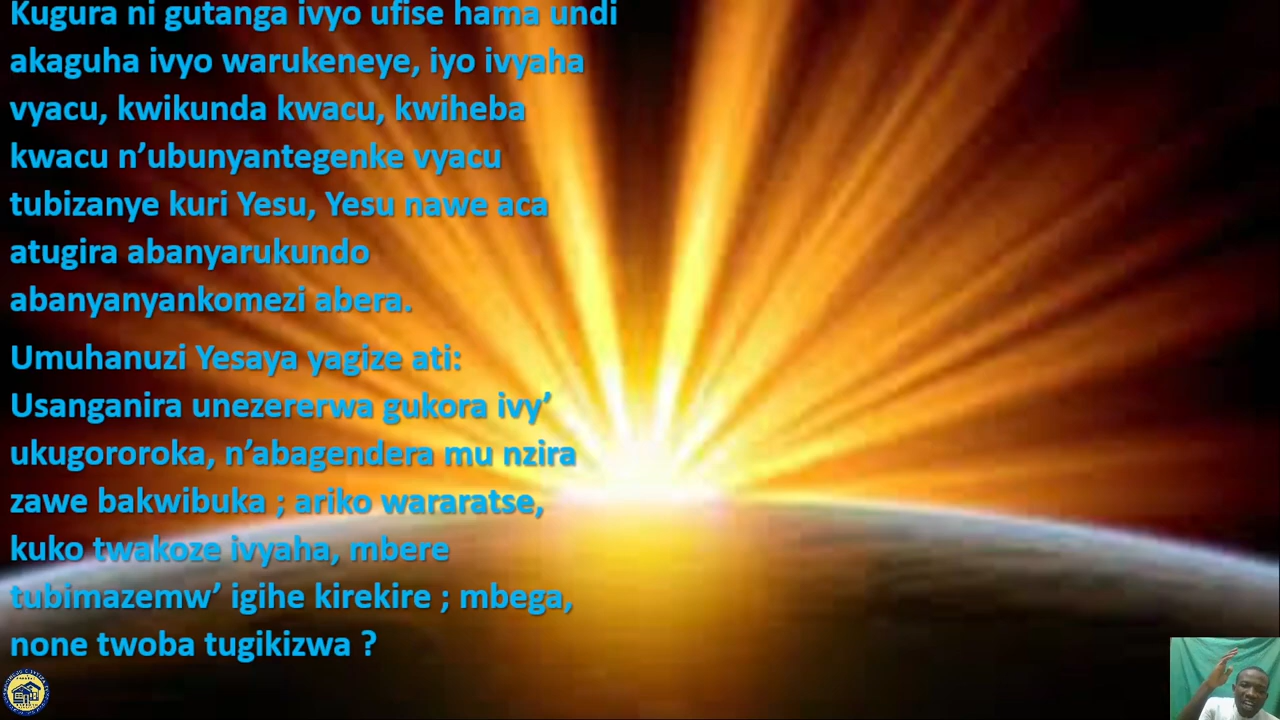 Kugura ni gutanga ivyo ufise hama undi
akaguha ivyo warukeneye, iyo ivyaha
vyacu, kwikunda kwacu, kwiheba
kwacu n’ubunyantegenke vyacu
tubizanye kuri Yesu, Yesu nawe aca
atugira abanyarukundo
abanyanyankomezi abera.
Umuhanuzi Yesaya yagize ati:
Usanganira unezererwa gukora ivy’
ukugororoka, n’abagendera mu nzira
zawe bakwibuka ; ariko wararatse,
kuko twakoze ivyaha, mbere
tubimazemw’ igihe kirekire ; mbega,
none twoba tugikizwa ?